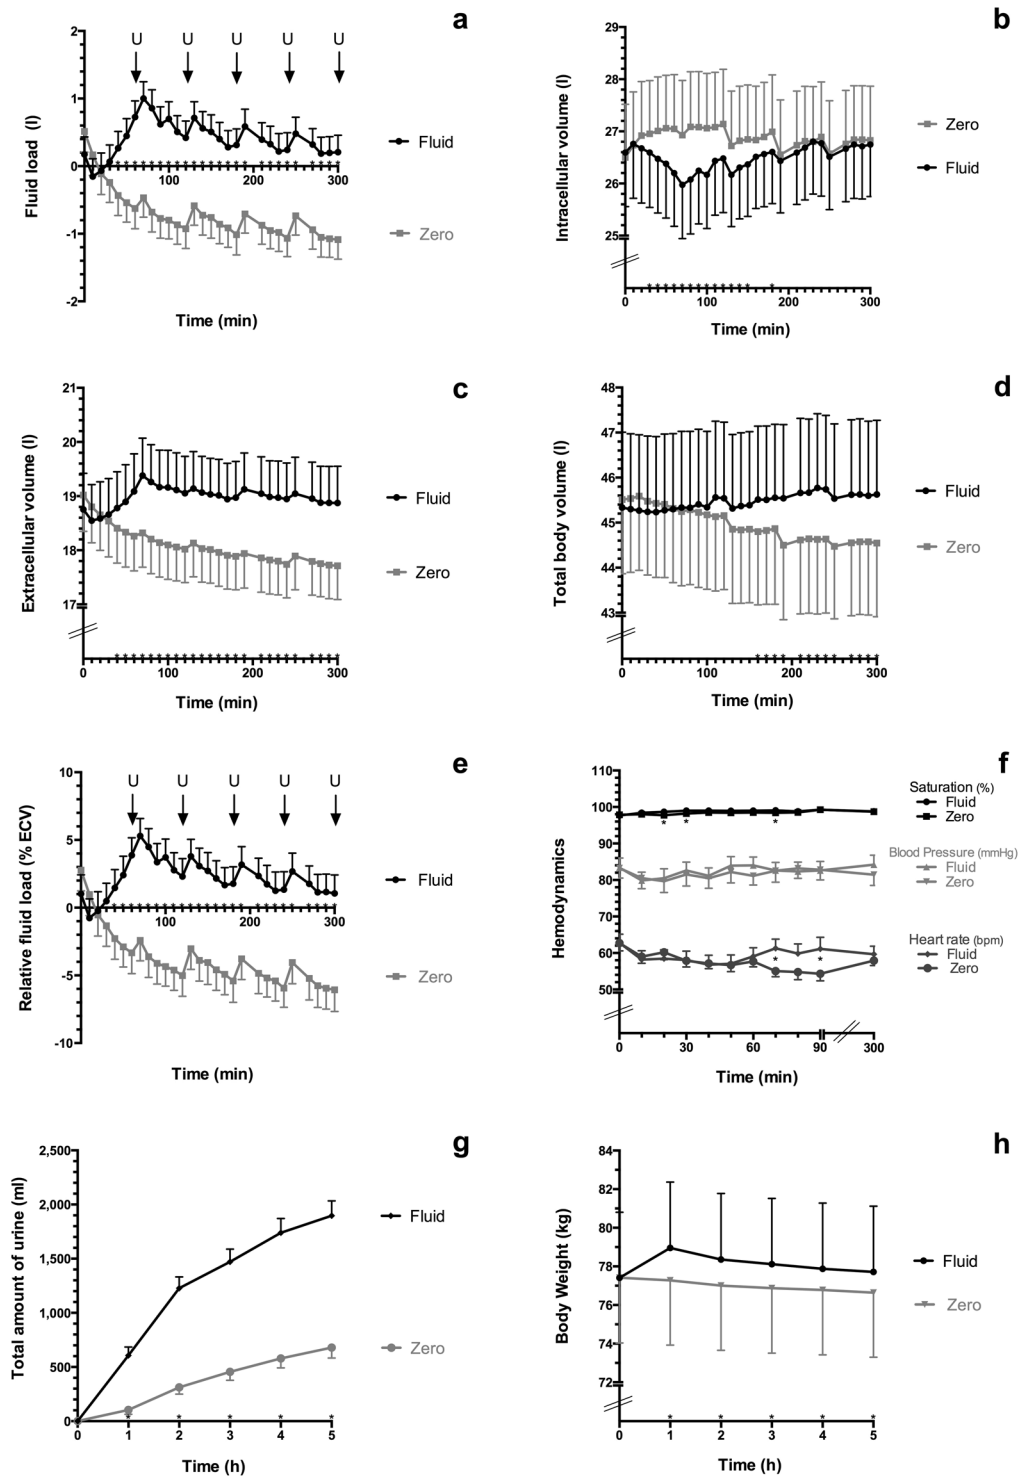 a
U U U U U
2
1
0
-1
-2
100 200 300
Fluid load (l)
Time (min)
Fluid
Zero
b
29
28
27
26
25
0 100 200 300
Intracellular volume (l)
Time (min)
Zero
Fluid
c
21
20
19
18
17
0 100 200 300
Extracellular volume (l)
Time (min)
Fluid
Zero
d
48
47
46
45
44
43
0 100 200 300
Total body volume (l)
Time (min)
Fluid
Zero
e
U U U U U
10
5
0
-5
-10
100 200 300
Relative fluid load (% ECV)
Time (min)
Fluid
Zero
f
110
100
90
80
70
60
50
0 30 60 90 300
Hemodynamics
Time (min)
Saturation (%)
Fluid
Zero
Blood Pressure (mmHg)
Fluid
Zero
Heart rate (bpm)
Fluid
Zero
g
2,500
2,000
1,500
1,000
500
0
0 1 2 3 4 5
Total amount of urine (ml)
Time (h)
Fluid
Zero
h
84
82
80
78
76
74
72
0 1 2 3 4 5
Body Weight (kg)
Time (h)
Fluid
Zero